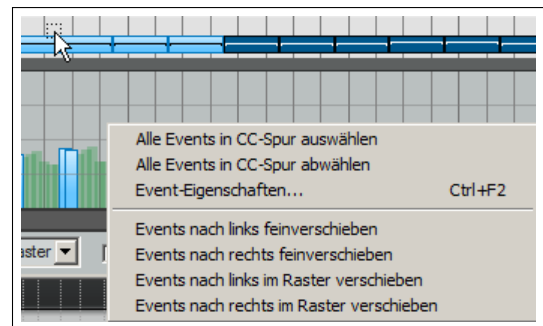 Alle Events in CC-Spur auswählen
Alle Events in CC-Spur abwählen
Event-Eigenschaften... Ctrl+F2
Events nach links feinverschieben
Events nach rechts feinverschieben
aster
Events nach links im Raster verschieben
Events nach rechts im Raster verschieben